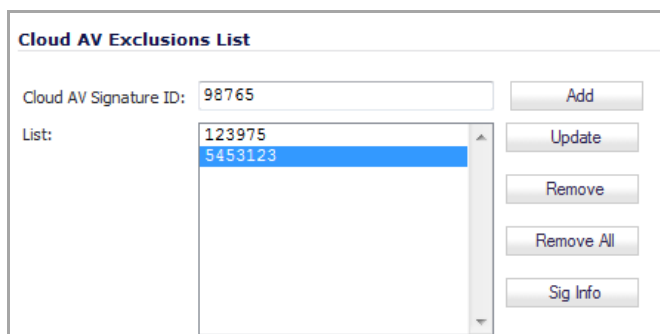 Cloud AV Exclusions List
Cloud AV Signature ID: 98765 Add
List: 123975 Update
5453123
Remove
Remove All
Sig Info